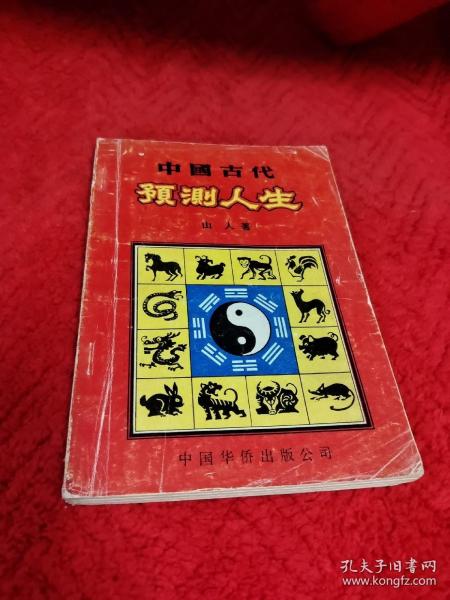 中國古代
預測人生
山人著
中国华侨出版公司
孔夫子旧书网
www.kongfz.com